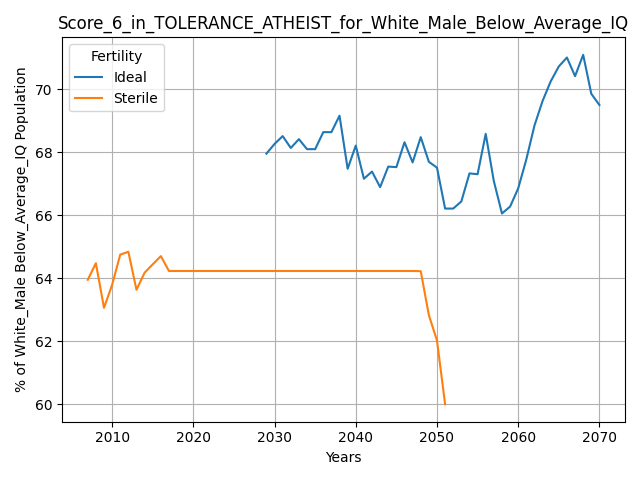 Score_6_in_TOLERANCE_ATHEIST_for_White_Male_Below_Average_IQ
Fertility
Ideal
Sterile
% of White_Male Below_Average_IQ Population
70
68
66
64
62
60
2010
2020
2030
2040
2050
2060
2070
Years